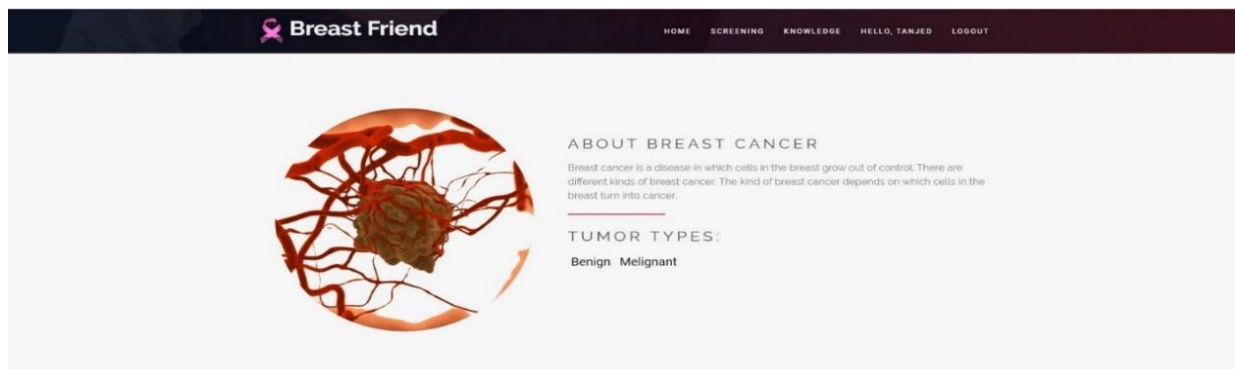 Breast Friend
HOME SCREENING KNOWLEDGE HELLO, TANJED LOGOUT
ABOUT BREAST CANCER
Breast cancer is a disease in which cells in the breast grow out of control. There are
different kinds of breast cancer. The kind of breast cancer depends on which cells in the
breast turn into cancer.
TUMOR TYPES:
Benign Melignant